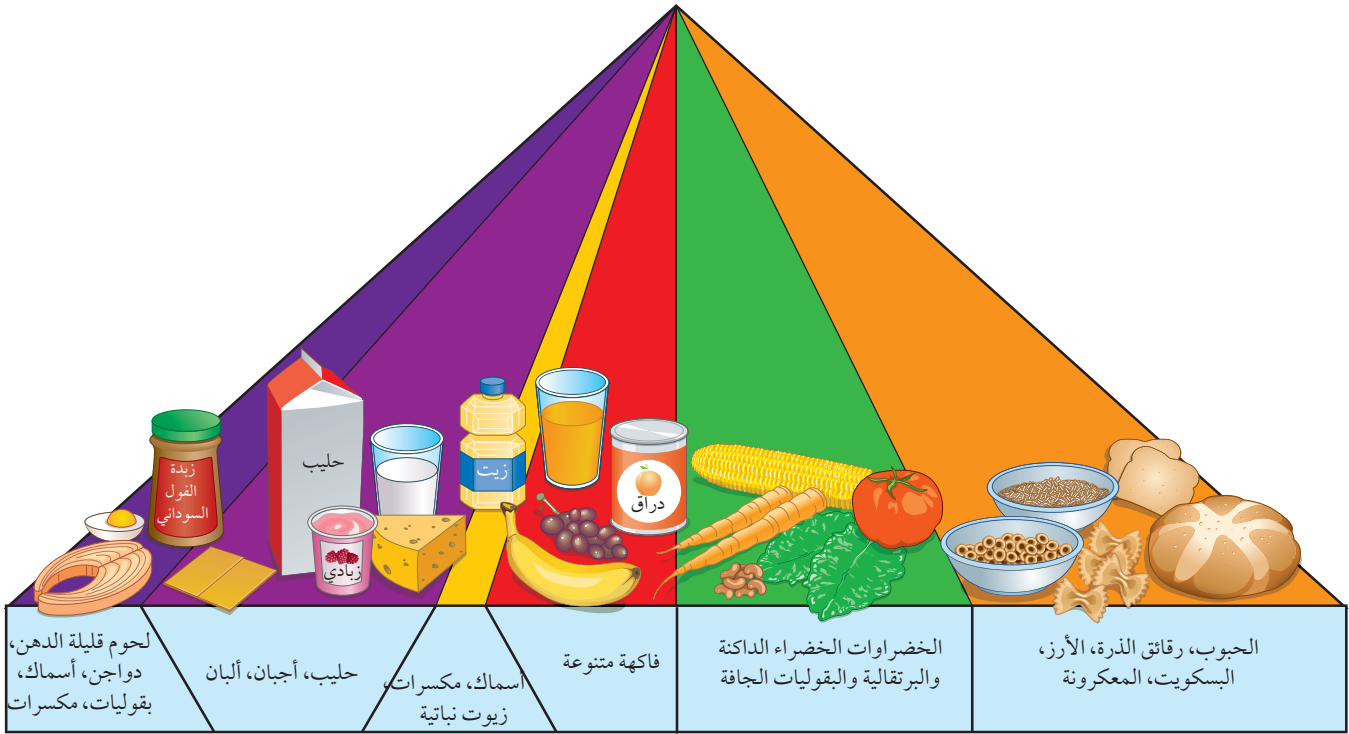 زبدة
الفول
السوداني
حليب
زبادي
زيت
دراق
الحبوب، رقائق الذرة، الأرز،
البسكويت، المعكرونة
الخضراوات الخضراء الداكنة
والبرتقالية والبقوليات الجافة
فاكهة متنوعة
أسماك، مكسرات،
زيوت نباتية
حليب، أجبان، ألبان
لحوم قليلة الدهن،
دواجن، أسماك،
بقوليات، مكسرات